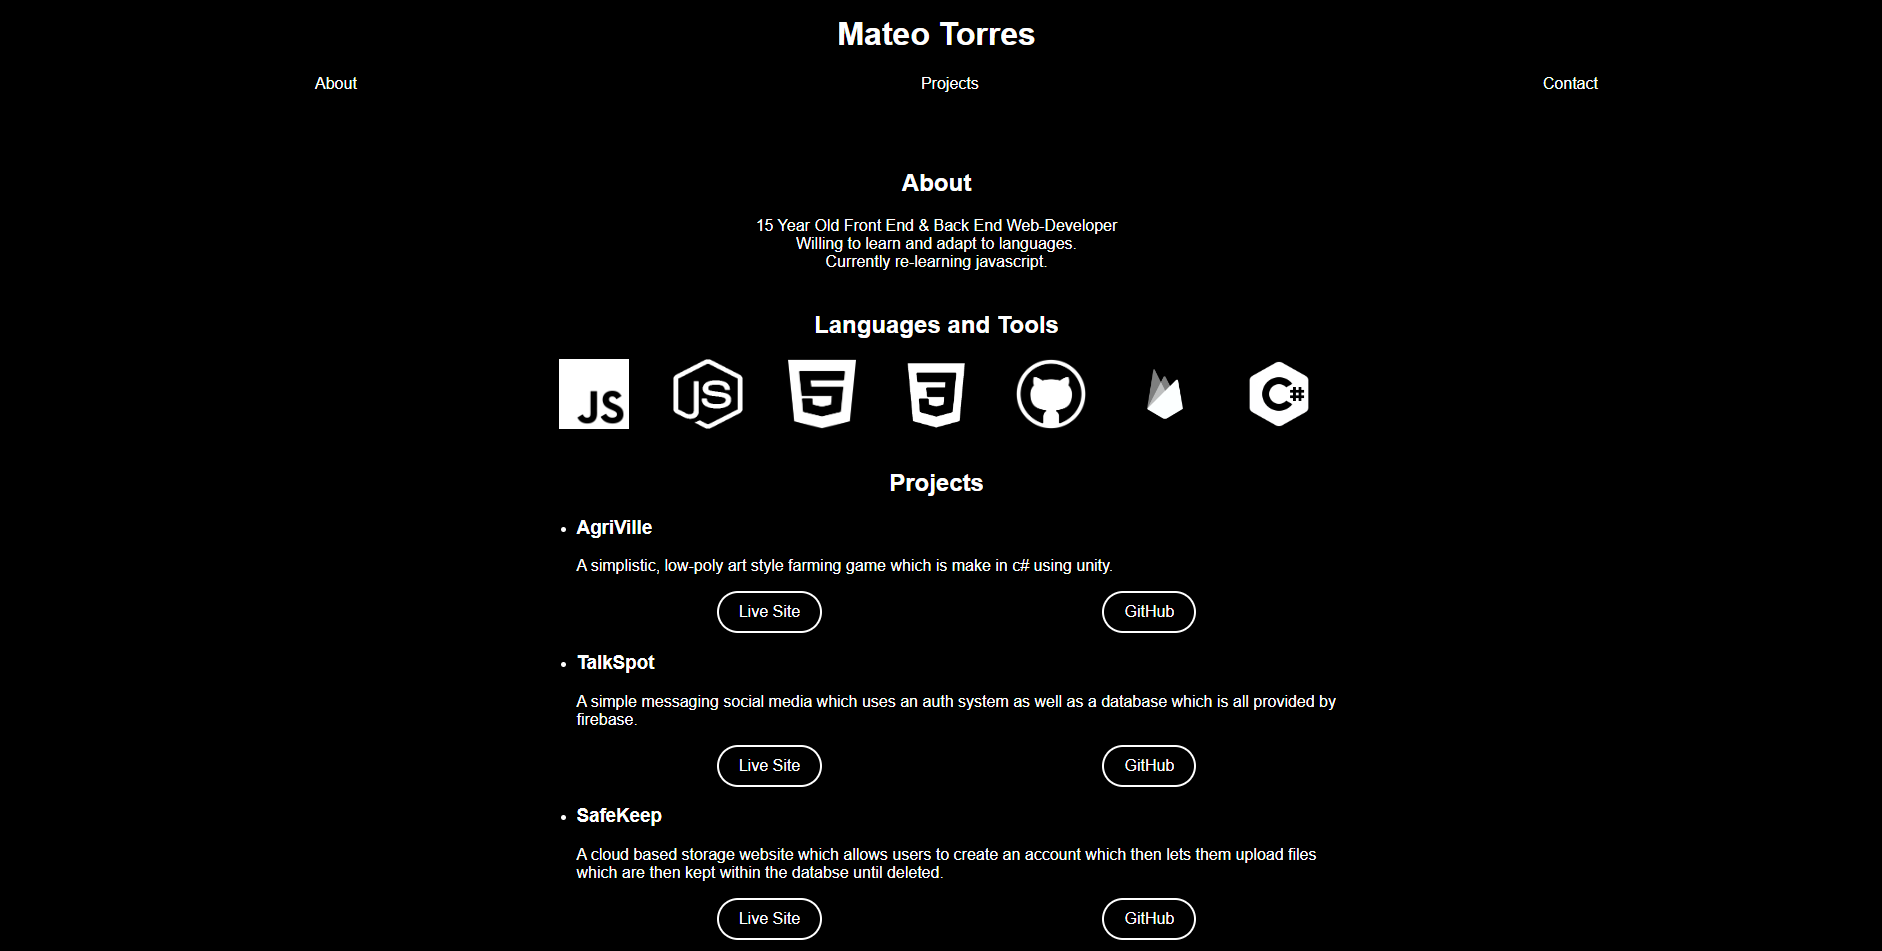 Mateo Torres
About Projects Contact
About
15 Year Old Front End & Back End Web-Developer
Willing to learn and adapt to languages.
Currently re-learning javascript.
Languages and Tools
JS JS 5 3 C#
Projects
• AgriVille
A simplistic, low-poly art style farming game which is make in c# using unity.
Live Site GitHub
• TalkSpot
A simple messaging social media which uses an auth system as well as a database which is all provided by
firebase.
Live Site GitHub
• SafeKeep
A cloud based storage website which allows users to create an account which then lets them upload files
which are then kept within the databse until deleted.
Live Site GitHub